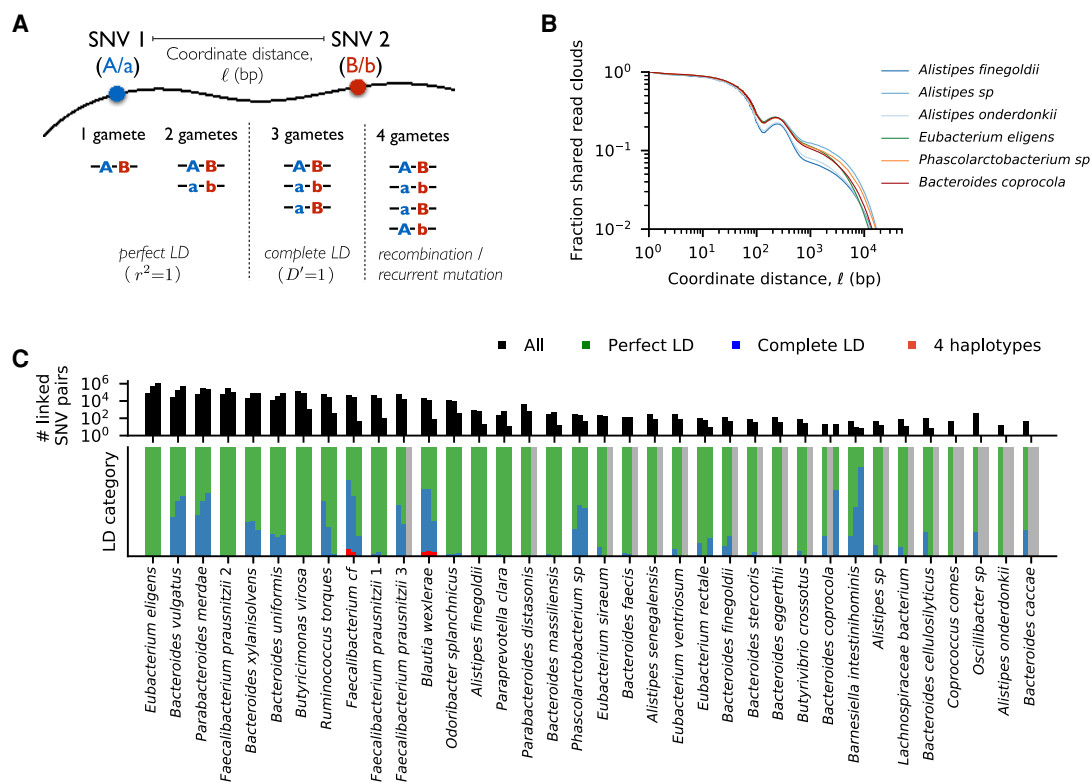 A
SNV 1
(A/a)
Coordinate distance,
ℓ (bp)
SNV 2
(B/b)
1 gamete
2 gametes
3 gametes
4 gametes
A-B
A-B
a-b
A-B
a-b
a-B
A-B
a-b
a-B
A-b
perfect LD
(r²=1)
complete LD
(D′=1)
recombination /
recurrent mutation
B
Fraction shared read clouds
10⁰
10⁻¹
10⁻²
10⁰
10¹
10²
10³
10⁴
Coordinate distance, ℓ (bp)
Alistipes finegoldii
Alistipes sp
Alistipes onderdonkii
Eubacterium eligens
Phascolarctobacterium sp
Bacteroides coprocola
C
All
Perfect LD
Complete LD
4 haplotypes
# linked
SNV pairs
10⁶
10⁴
10²
10⁰
LD category
Eubacterium eligens
Bacteroides vulgatus
Parabacteroides merdae
Faecalibacterium prausnitzii 2
Bacteroides xylanisolvens
Bacteroides uniformis
Butyricimonas virosa
Ruminococcus torques
Faecalibacterium cf
Faecalibacterium prausnitzii 1
Faecalibacterium prausnitzii 3
Blautia wexlerae
Odoribacter splanchnicus
Alistipes finegoldii
Paraprevotella clara
Parabacteroides distasonis
Bacteroides massiliensis
Phascolarctobacterium sp
Eubacterium siraeum
Bacteroides faecis
Alistipes senegalensis
Eubacterium ventriosum
Eubacterium rectale
Bacteroides finegoldii
Bacteroides stercoris
Bacteroides eggerthii
Butyrivibrio crossotus
Bacteroides coprocola
Barnesiella intestinihominis
Alistipes sp
Lachnospiraceae bacterium
Bacteroides cellulosilyticus
Coprococcus comes
Oscillibacter sp
Alistipes onderdonkii
Bacteroides caccae